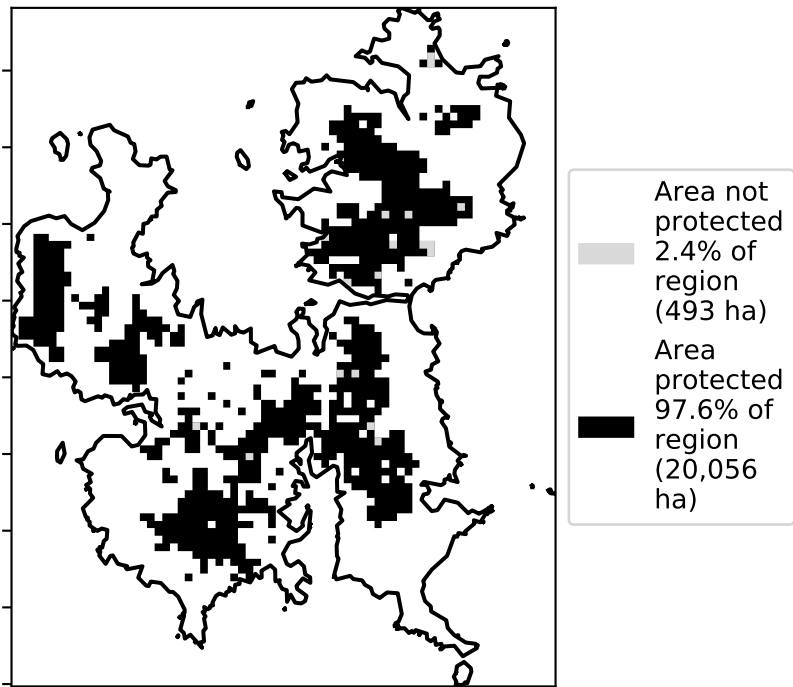 Area not
protected
2.4% of
region
(493 ha)
Area
protected
97.6% of
region
(20,056
ha)